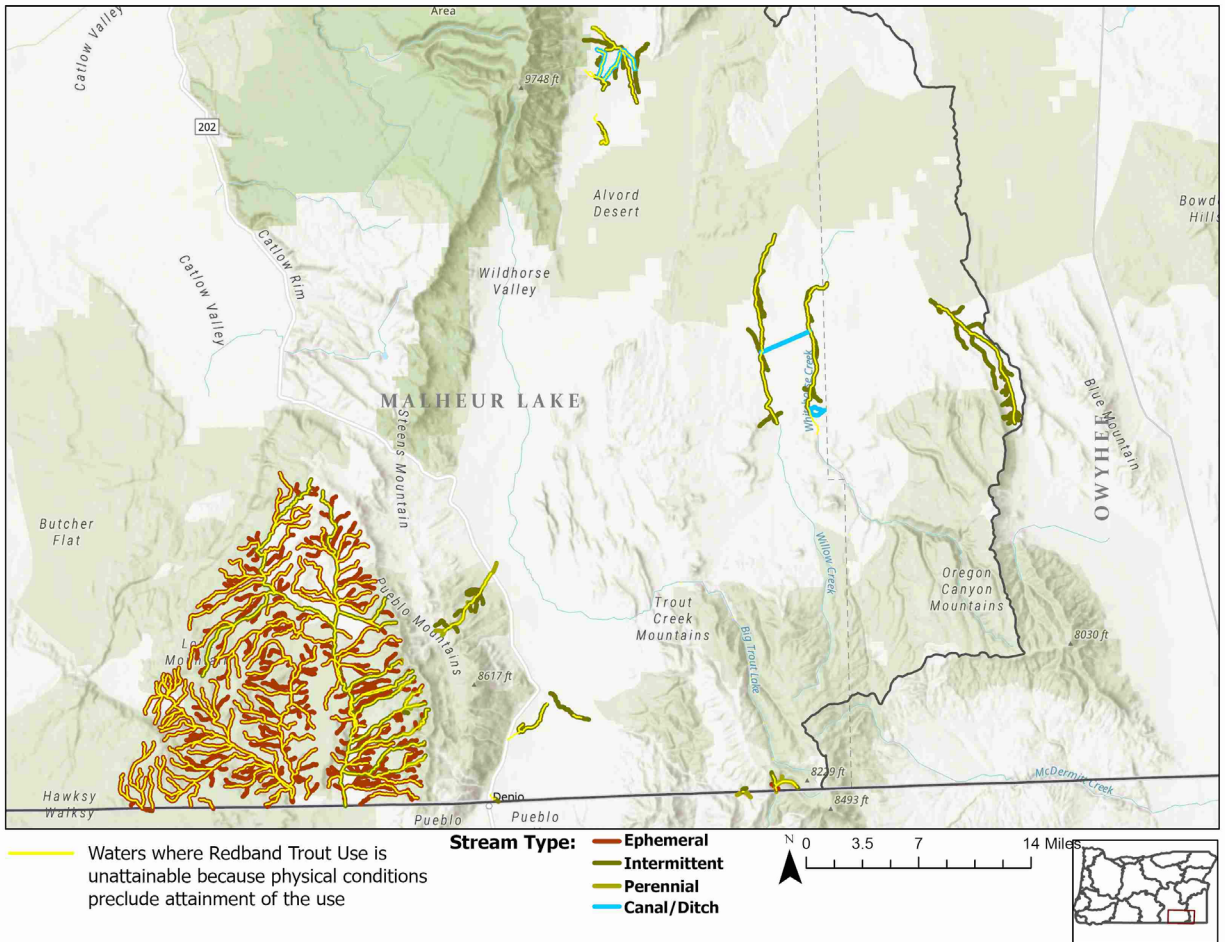 Area
Catlow Valley
9748 ft
202
Alvord
Desert
Bowd
Hills
Catlow Rim
Catlow Valley
Wildhorse
Valley
MALHEUR LAKE
Steens Mountain
Whitehorse Creek
Blue Mountain
OWYHEE
Butcher
Flat
Pueblo Mountains
Willow Creek
Oregon
Canyon
Mountains
Trout
Creek
Mountains
Big Trout Lake
8030 ft
8617 ft
8229 ft
McDermitt Creek
8493 ft
Hawksy
Walksy
Denio
Pueblo
Pueblo
Waters where Redband Trout Use is
unattainable because physical conditions
preclude attainment of the use
Stream Type:
Ephemeral
Intermittent
Perennial
Canal/Ditch
N
0 3.5 7 14 Miles